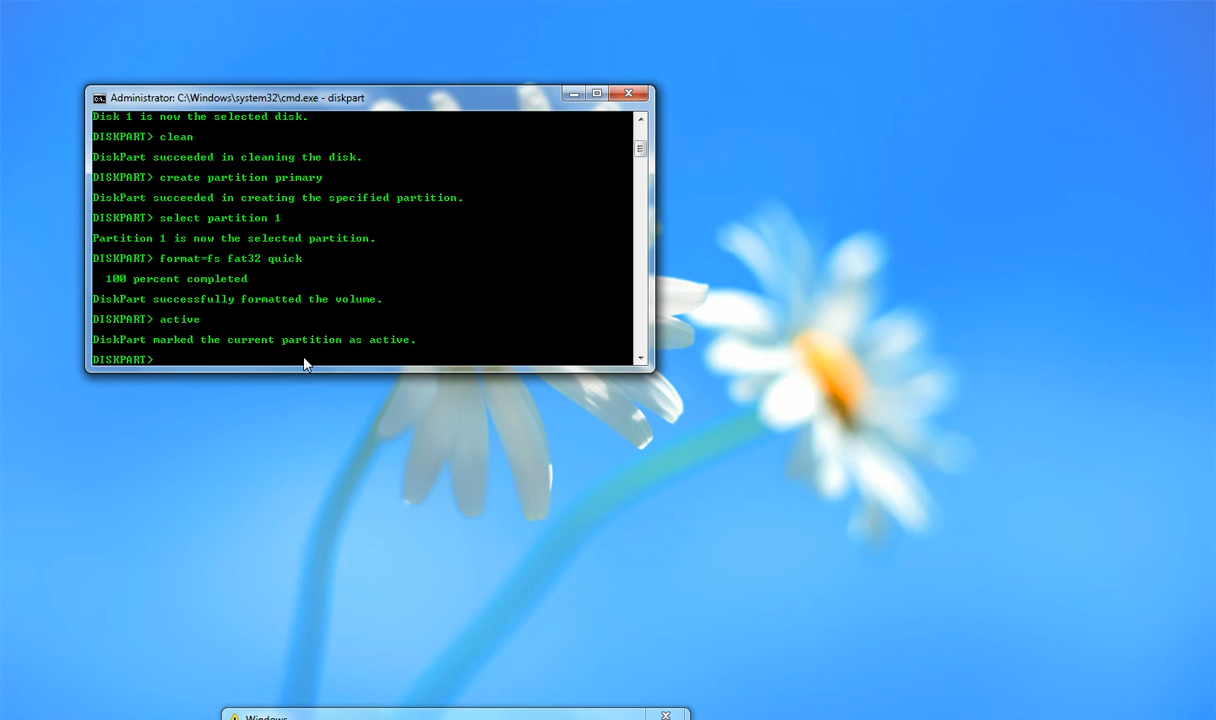 Administrator: C:\Windows\system32\cmd.exe - diskpart
Disk 1 is now the selected disk.
DISKPART> clean
DiskPart succeeded in cleaning the disk.
DISKPART> create partition primary
DiskPart succeeded in creating the specified partition.
DISKPART> select partition 1
Partition 1 is now the selected partition.
DISKPART> format=fs fat32 quick
100 percent completed
DiskPart successfully formatted the volume.
DISKPART> active
DiskPart marked the current partition as active.
DISKPART>
Windows